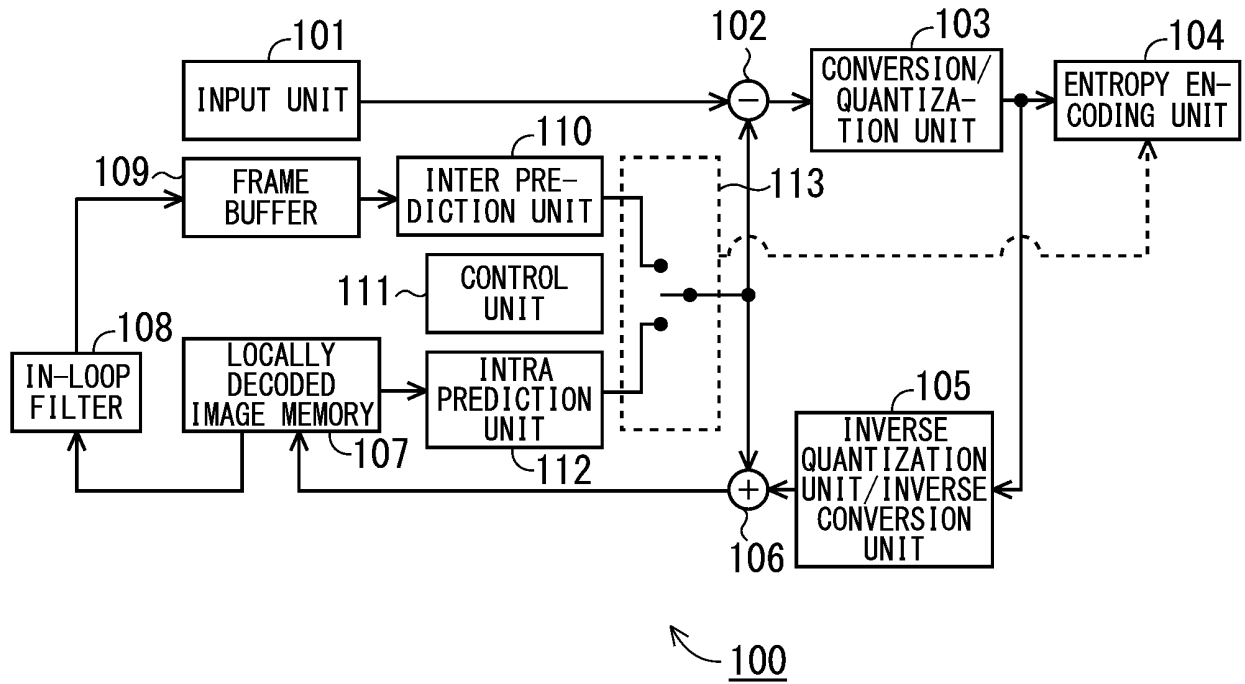 101
INPUT UNIT
102
−
103
CONVERSION/
QUANTIZA-
TION UNIT
104
ENTROPY EN-
CODING UNIT
109
FRAME
BUFFER
110
INTER PRE-
DICTION UNIT
113
111
CONTROL
UNIT
108
IN-LOOP
FILTER
LOCALLY
DECODED
IMAGE MEMORY
107
INTRA
PREDICTION
UNIT
112
105
INVERSE
QUANTIZATION
UNIT/INVERSE
CONVERSION
UNIT
+
106
100